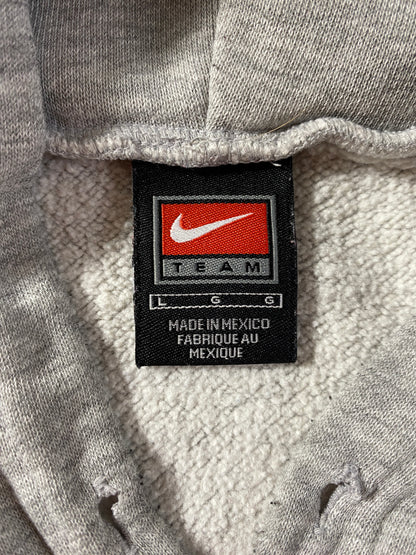 TEAM
L G G
MADE IN MEXICO
FABRIQUE AU
MEXIQUE